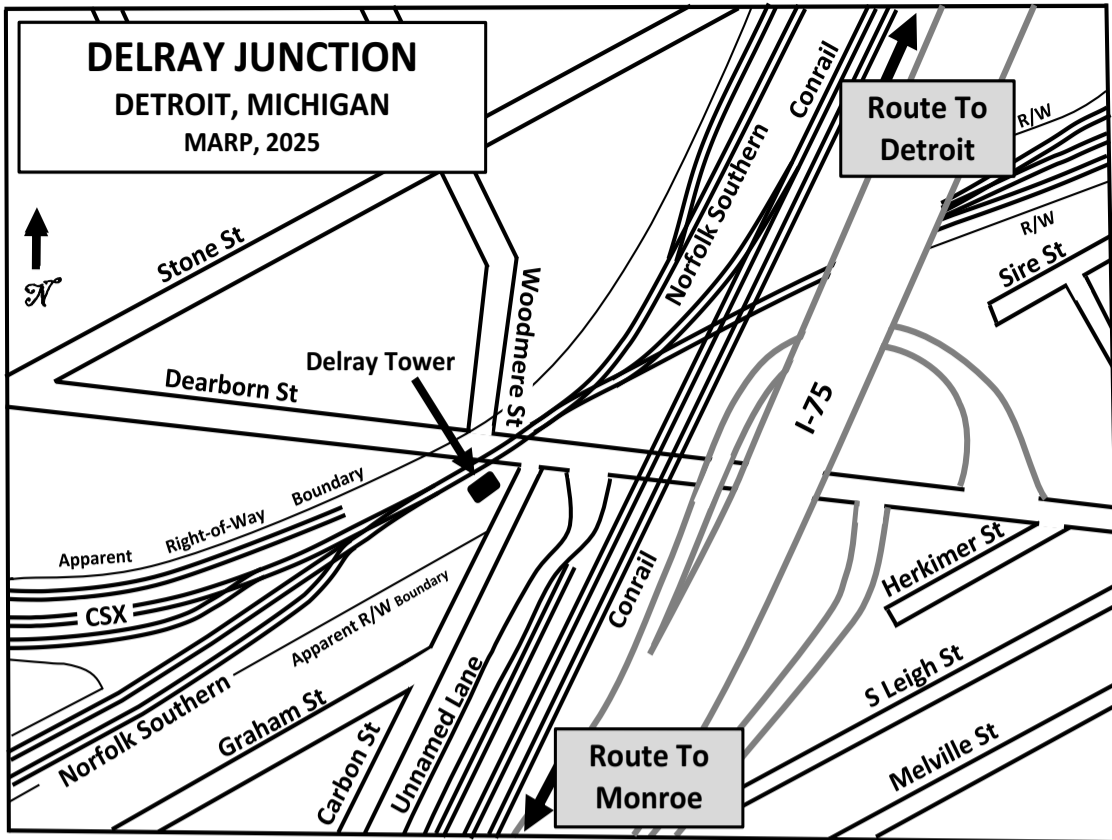 DELRAY JUNCTION
DETROIT, MICHIGAN
MARP, 2025
Route To
Detroit
R/W
R/W
Conrail
Norfolk Southern
N
Stone St
Sire St
Woodmere St
Delray Tower
Dearborn St
I-75
Apparent Right-of-Way Boundary
CSX
Apparent R/W Boundary
Conrail
Herkimer St
Norfolk Southern
Graham St
Carbon St
Unnamed Lane
S Leigh St
Melville St
Route To
Monroe